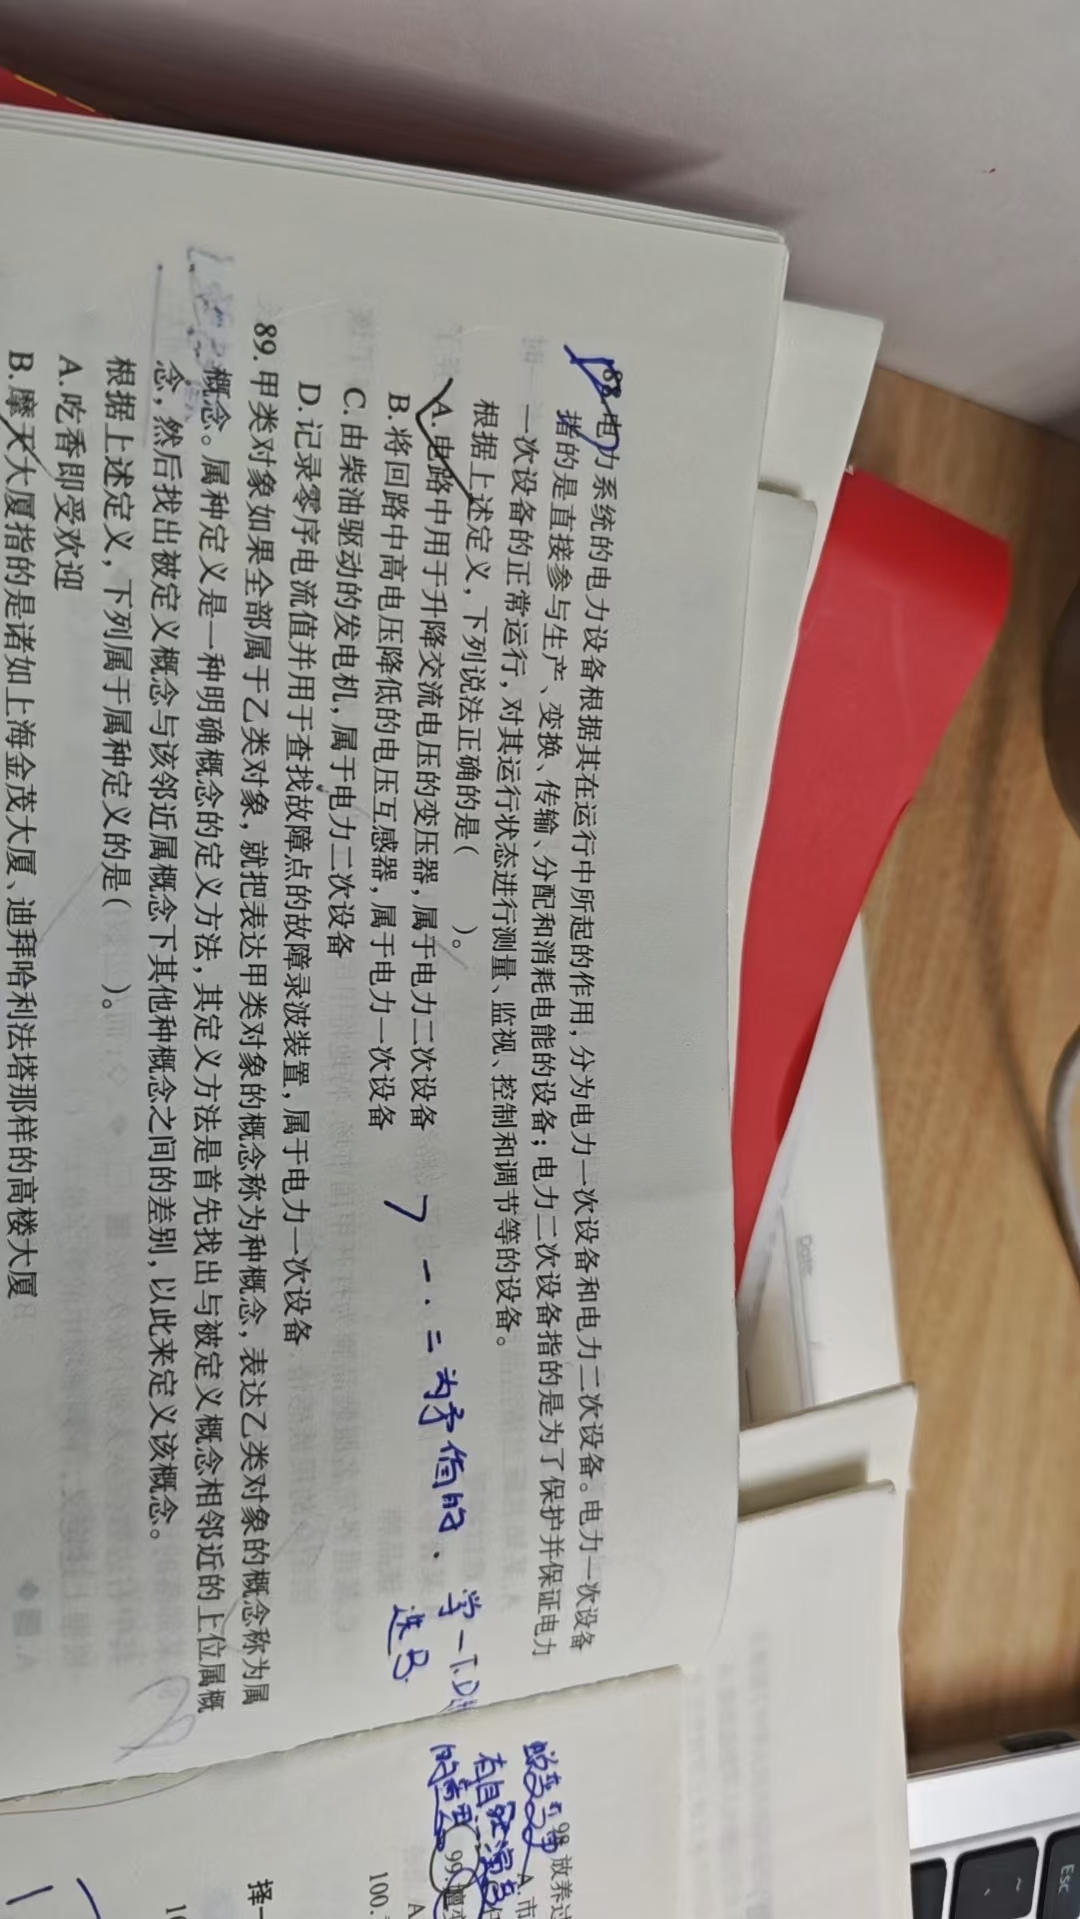 88.电力系统的电力设备根据其在运行中所起的作用，分为电力一次设备和电力二次设备。电力一次设备
指的是直接参与生产、变换、传输、分配和消耗电能的设备；电力二次设备指的是为了保护并保证电力
一次设备的正常运行，对其运行状态进行测量、监视、控制和调节等的设备。
根据上述定义，下列说法正确的是( )。
A.电路中用于升降交流电压的变压器，属于电力二次设备
B.将回路中高电压降低的电压互感器，属于电力一次设备
C.由柴油驱动的发电机，属于电力二次设备
D.记录零序电流值并用于查找故障点的故障录波装置，属于电力一次设备
一.二为矛盾的.
选B.
89.甲类对象如果全部属于乙类对象，就把表达甲类对象的概念称为种概念，表达乙类对象的概念称为属
概念。属种定义是一种明确概念的定义方法，其定义方法是首先找出与被定义概念相邻近的上位属概
念，然后找出被定义概念与该邻近属概念下其他种概念之间的差别，以此来定义该概念。
根据上述定义，下列属于属种定义的是( )。
A.吃香即受欢迎
B.摩天大厦指的是诸如上海金茂大厦、迪拜哈利法塔那样的高楼大厦
98.放养过
A.市
99.
100.
择一
Date
Esc